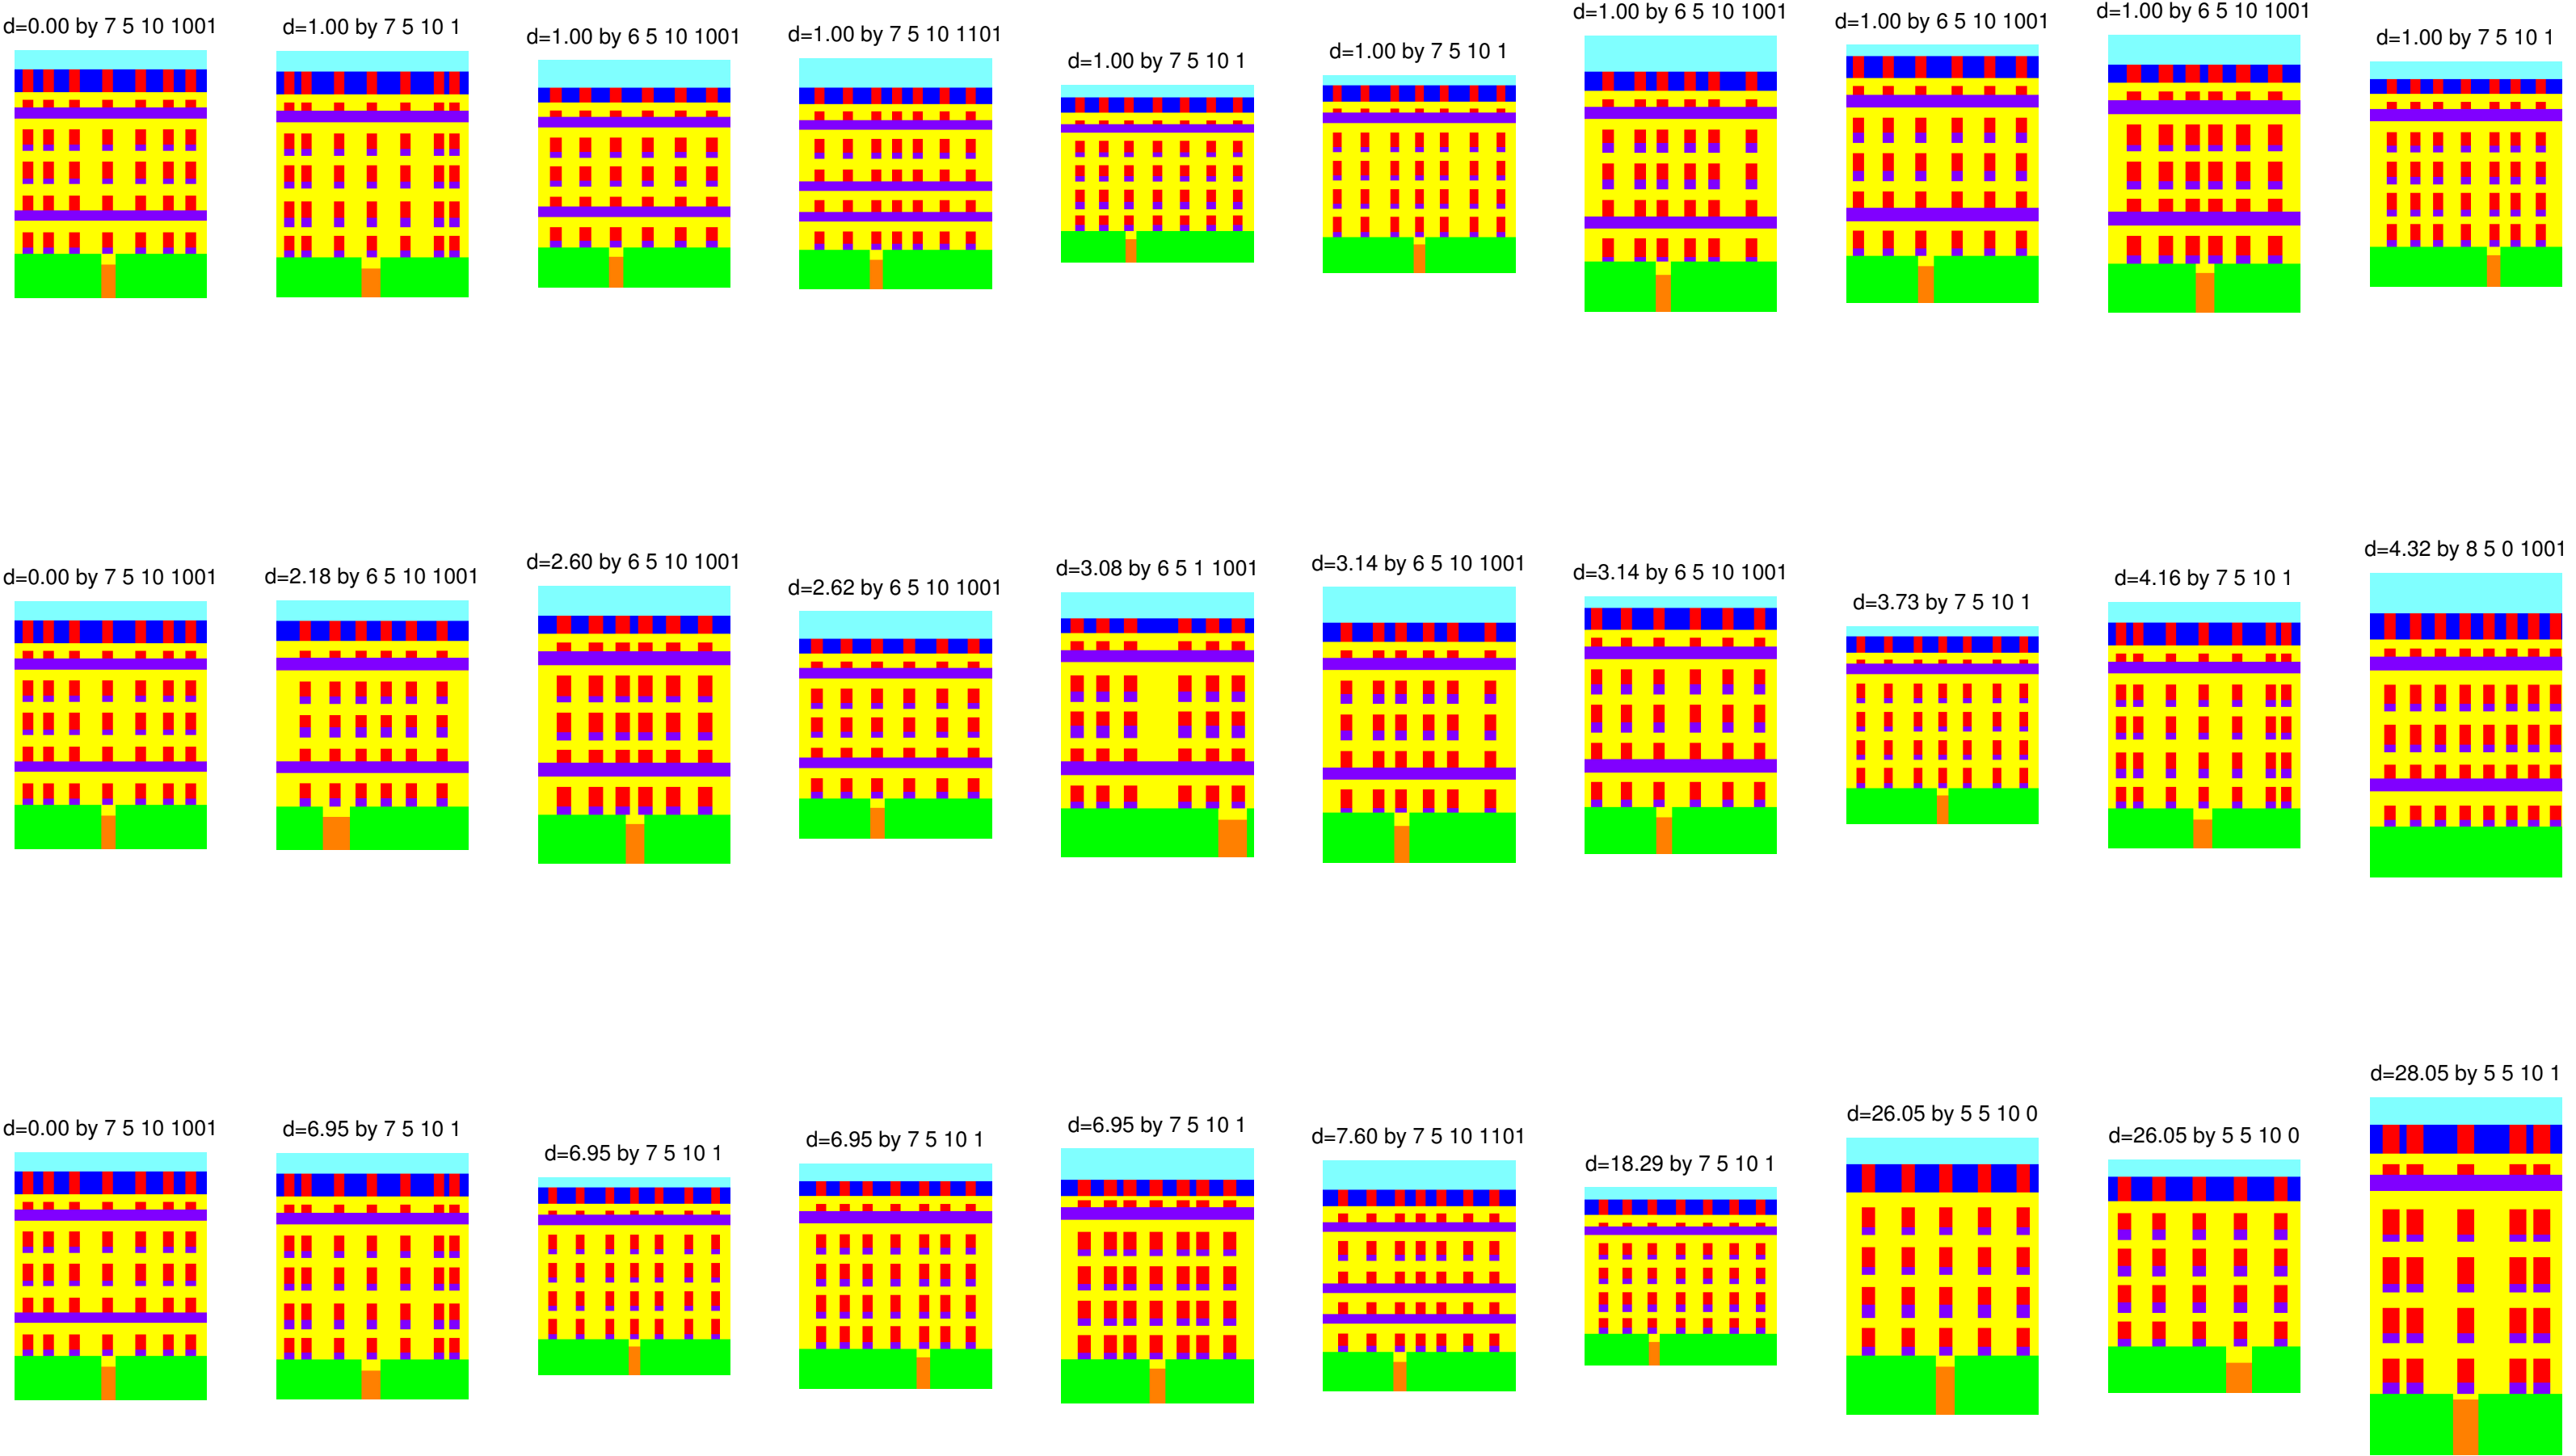 d=0.00 by 7 5 10 1001
d=1.00 by 7 5 10 1
d=1.00 by 6 5 10 1001
d=1.00 by 7 5 10 1101
d=1.00 by 7 5 10 1
d=1.00 by 7 5 10 1
d=1.00 by 6 5 10 1001
d=1.00 by 6 5 10 1001
d=1.00 by 6 5 10 1001
d=1.00 by 7 5 10 1
d=0.00 by 7 5 10 1001
d=2.18 by 6 5 10 1001
d=2.60 by 6 5 10 1001
d=2.62 by 6 5 10 1001
d=3.08 by 6 5 1 1001
d=3.14 by 6 5 10 1001
d=3.14 by 6 5 10 1001
d=3.73 by 7 5 10 1
d=4.16 by 7 5 10 1
d=4.32 by 8 5 0 1001
d=0.00 by 7 5 10 1001
d=6.95 by 7 5 10 1
d=6.95 by 7 5 10 1
d=6.95 by 7 5 10 1
d=6.95 by 7 5 10 1
d=7.60 by 7 5 10 1101
d=18.29 by 7 5 10 1
d=26.05 by 5 5 10 0
d=26.05 by 5 5 10 0
d=28.05 by 5 5 10 1